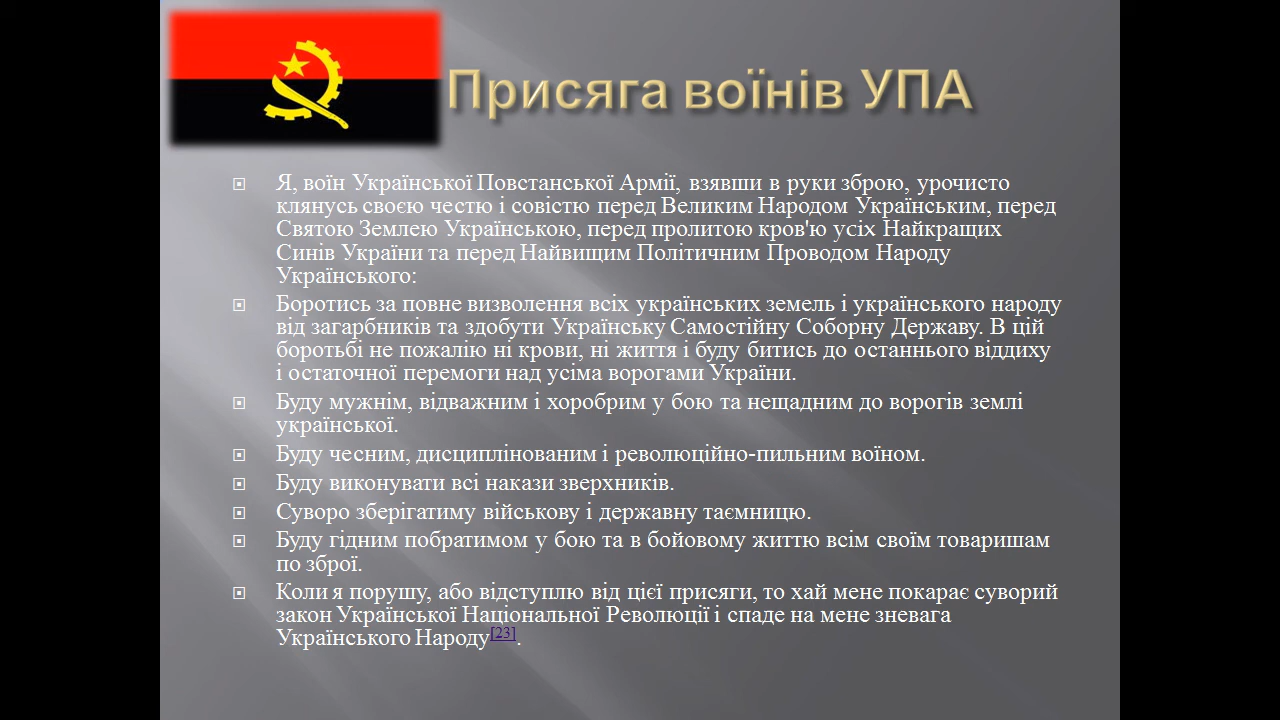 Присяга воїнів УПА
Я, воїн Української Повстанської Армії, взявши в руки зброю, урочисто
клянусь своєю честю і совістю перед Великим Народом Українським, перед
Святою Землею Українською, перед пролитою кров'ю усіх Найкращих
Синів України та перед Найвищим Політичним Проводом Народу
Українського:
Боротись за повне визволення всіх українських земель і українського народу
від загарбників та здобути Українську Самостійну Соборну Державу. В цій
боротьбі не пожалію ні крови, ні життя і буду битись до останнього віддиху
і остаточної перемоги над усіма ворогами України.
Буду мужнім, відважним і хоробрим у бою та нещадним до ворогів землі
української.
Буду чесним, дисциплінованим і революційно-пильним воїном.
Буду виконувати всі накази зверхників.
Суворо зберігатиму військову і державну таємницю.
Буду гідним побратимом у бою та в бойовому життю всім своїм товаришам
по зброї.
Коли я порушу, або відступлю від цієї присяги, то хай мене покарає суворий
закон Української Національної Революції і спаде на мене зневага
Українського Народу[23].